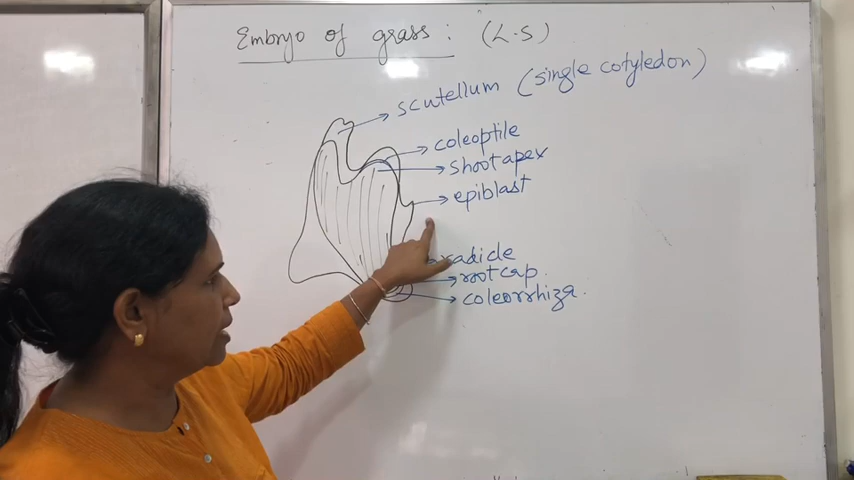 Embryo of grass : (L.S)
scutellum (single cotyledon)
coleoptile
shoot apex
epiblast
radicle
root cap.
coleorrhiza.